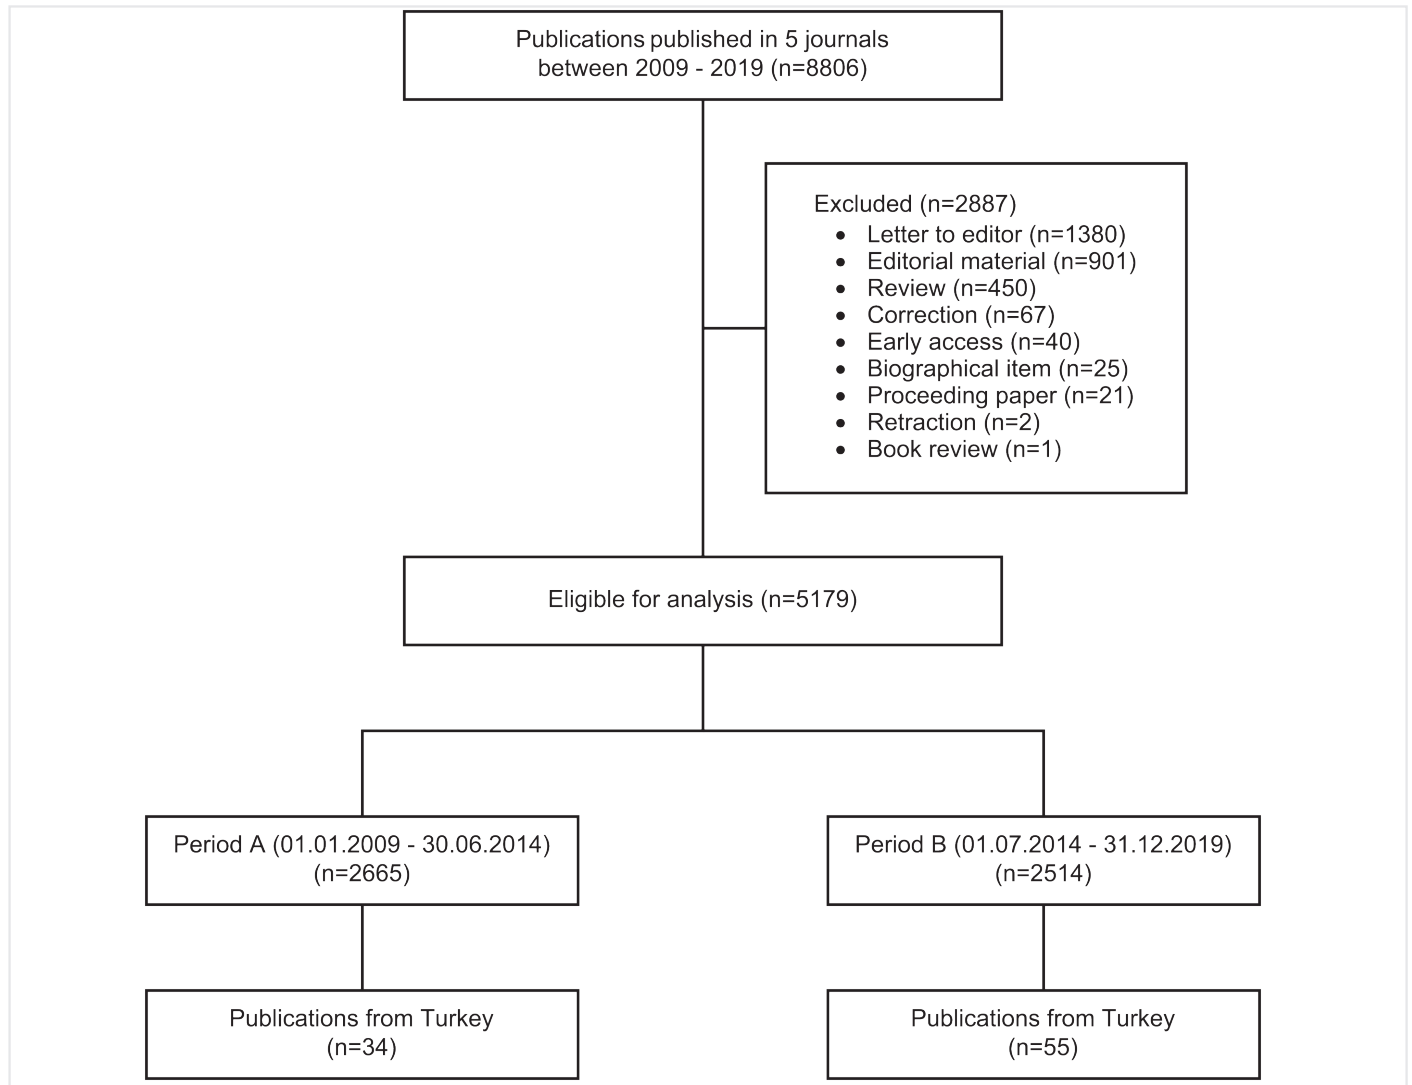 Publications published in 5 journals
between 2009 - 2019 (n=8806)
Excluded (n=2887)
• Letter to editor (n=1380)
• Editorial material (n=901)
• Review (n=450)
• Correction (n=67)
• Early access (n=40)
• Biographical item (n=25)
• Proceeding paper (n=21)
• Retraction (n=2)
• Book review (n=1)
Eligible for analysis (n=5179)
Period A (01.01.2009 - 30.06.2014)
(n=2665)
Period B (01.07.2014 - 31.12.2019)
(n=2514)
Publications from Turkey
(n=34)
Publications from Turkey
(n=55)